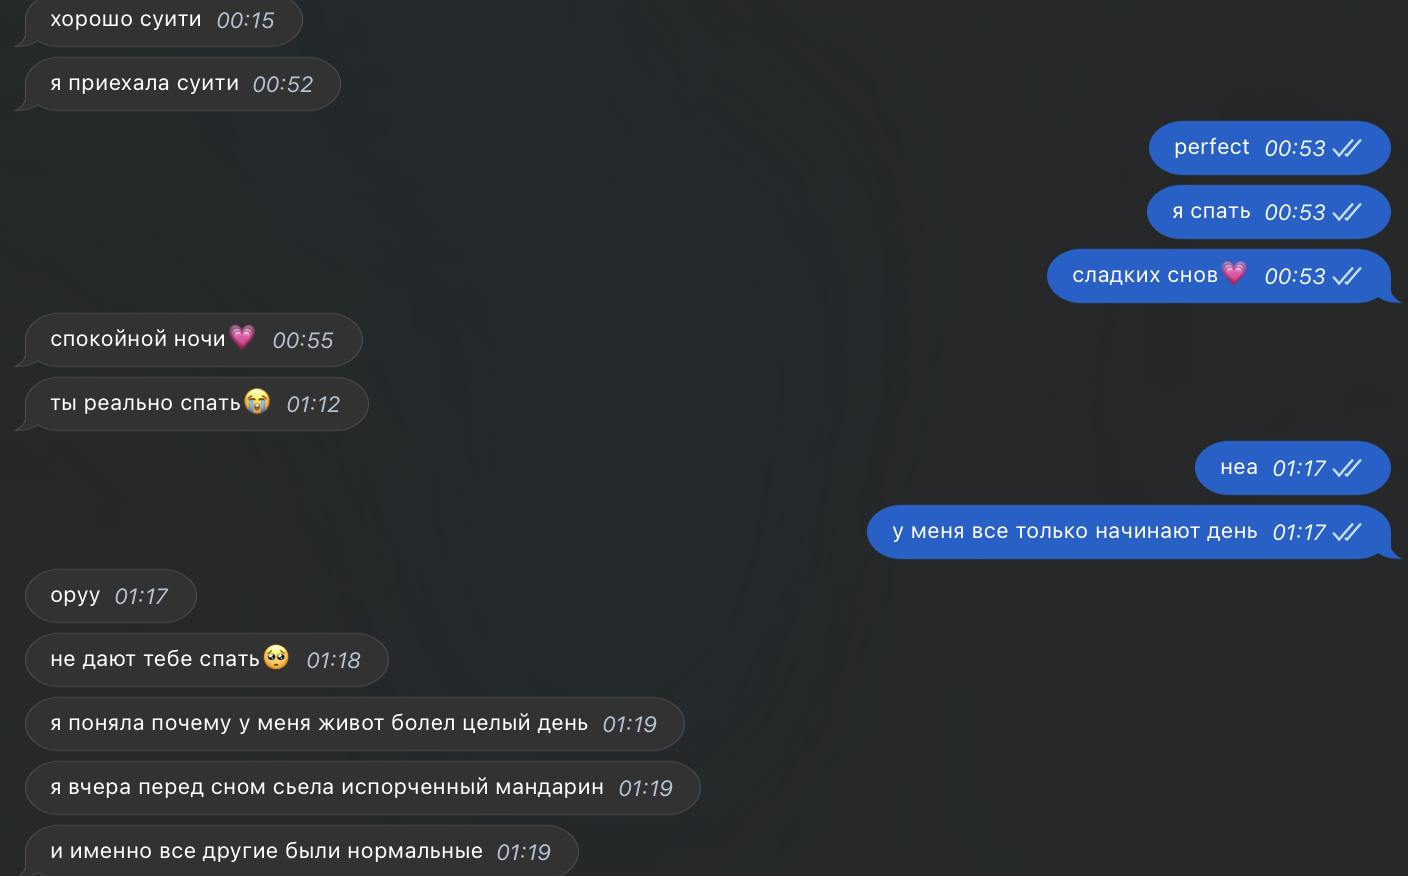 хорошо суити 00:15
я приехала суити 00:52
perfect 00:53
я спать 00:53
сладких снов💗 00:53
спокойной ночи💗 00:55
ты реально спать😭 01:12
неа 01:17
у меня все только начинают день 01:17
оруу 01:17
не дают тебе спать🥺 01:18
я поняла почему у меня живот болел целый день 01:19
я вчера перед сном сьела испорченный мандарин 01:19
и именно все другие были нормальные 01:19